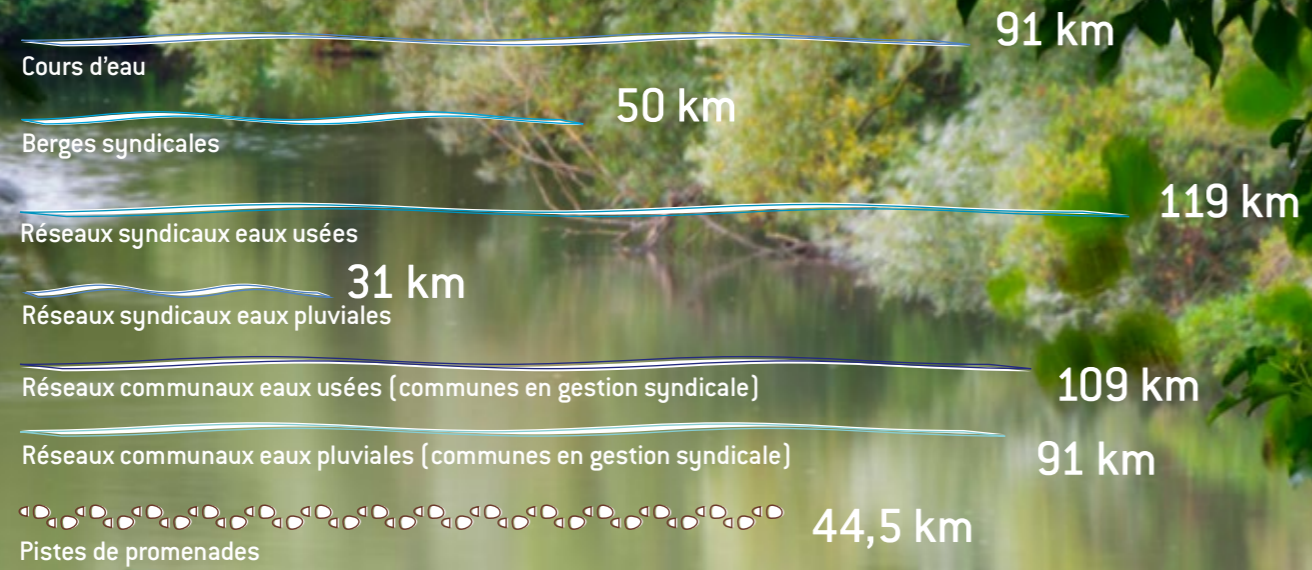 91 km
Cours d'eau
50 km
Berges syndicales
119 km
Réseaux syndicaux eaux usées
31 km
Réseaux syndicaux eaux pluviales
109 km
Réseaux communaux eaux usées (communes en gestion syndicale)
91 km
Réseaux communaux eaux pluviales (communes en gestion syndicale)
44,5 km
Pistes de promenades